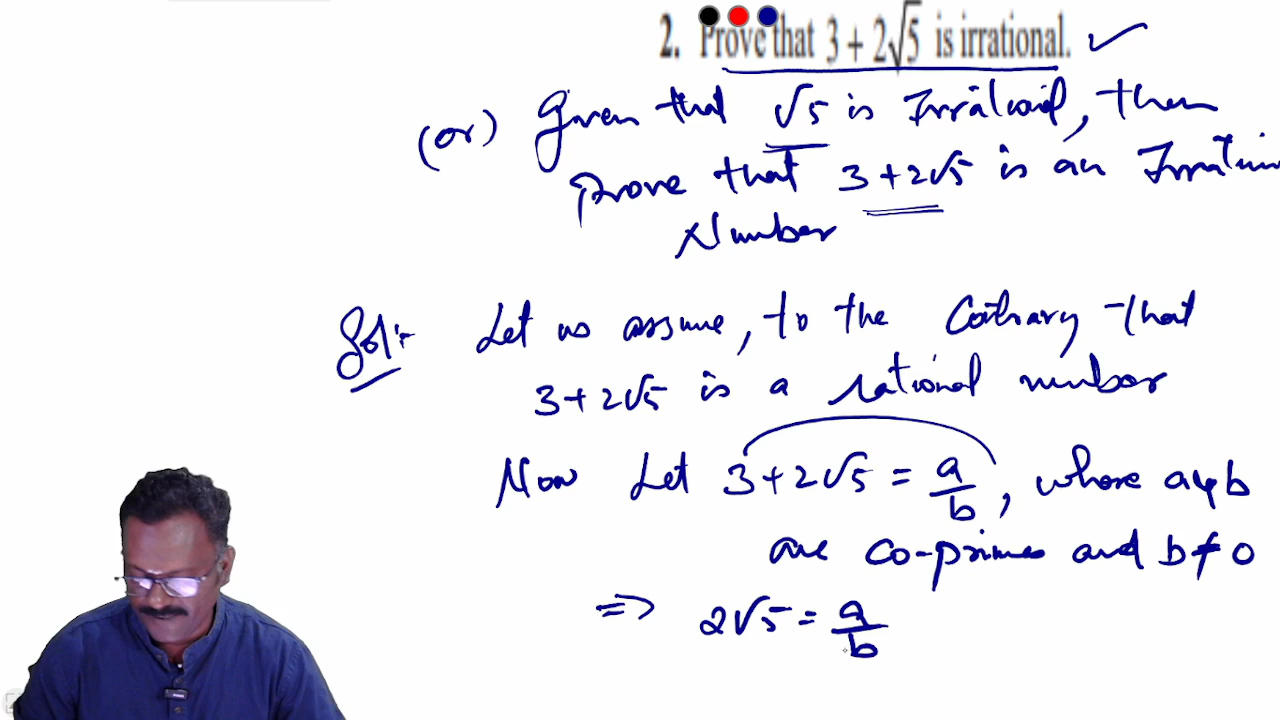 2. Prove that 3 + 2√5 is irrational. ✓
(or) Given that √5 is Irrational, then
prove that 3+2√5 is an Irration
Number
Sol:- Let us assume, to the Cothrary that
3+2√5 is a rational number
Now Let 3+2√5 = a/b, where a & b
are co-primes and b≠0
=> 2√5 = a/b